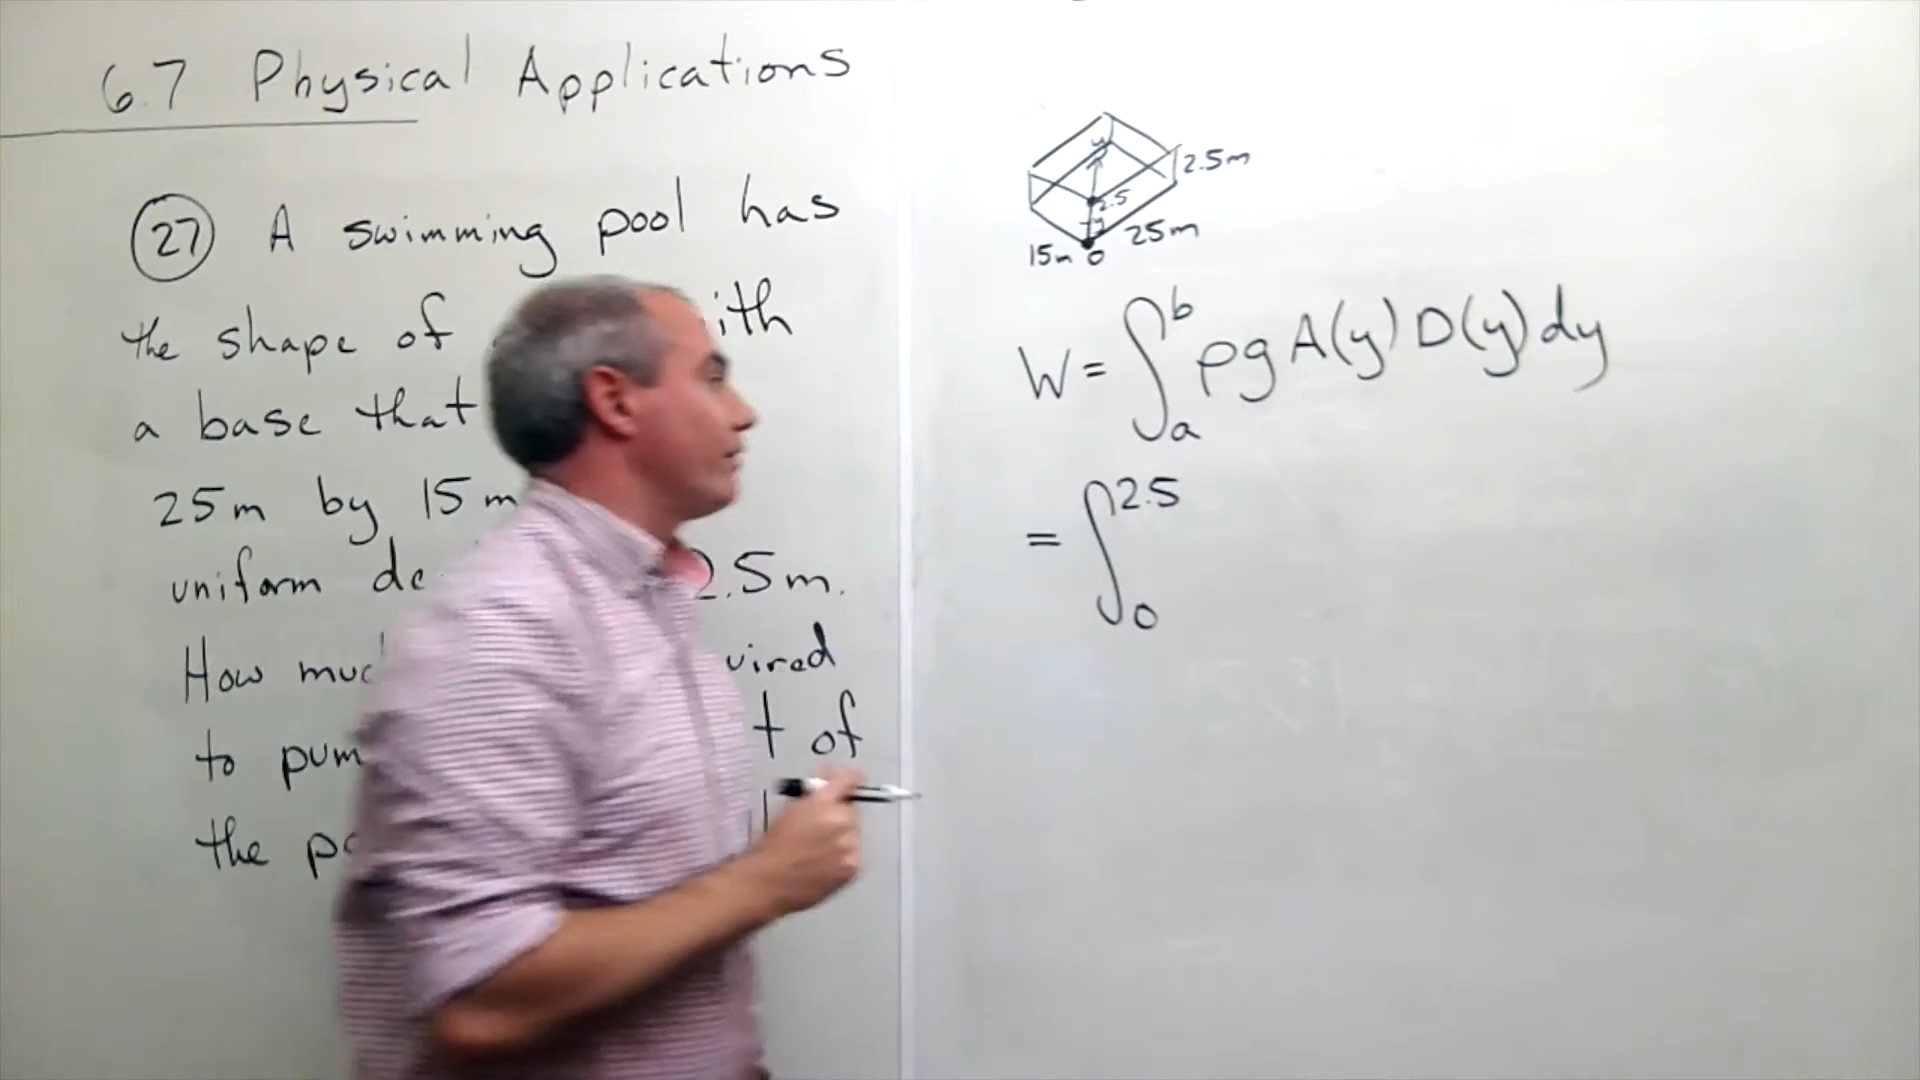 6.7 Physical Applications
27 A swimming pool has
the shape of ith
a base that
25m by 15m
uniform de 2.5m.
How muc uired
to pum t of
the po
y
2.5m
2.5
y
25m
15m 0
W = ∫_a^b ρg A(y) D(y) dy
= ∫_0^2.5